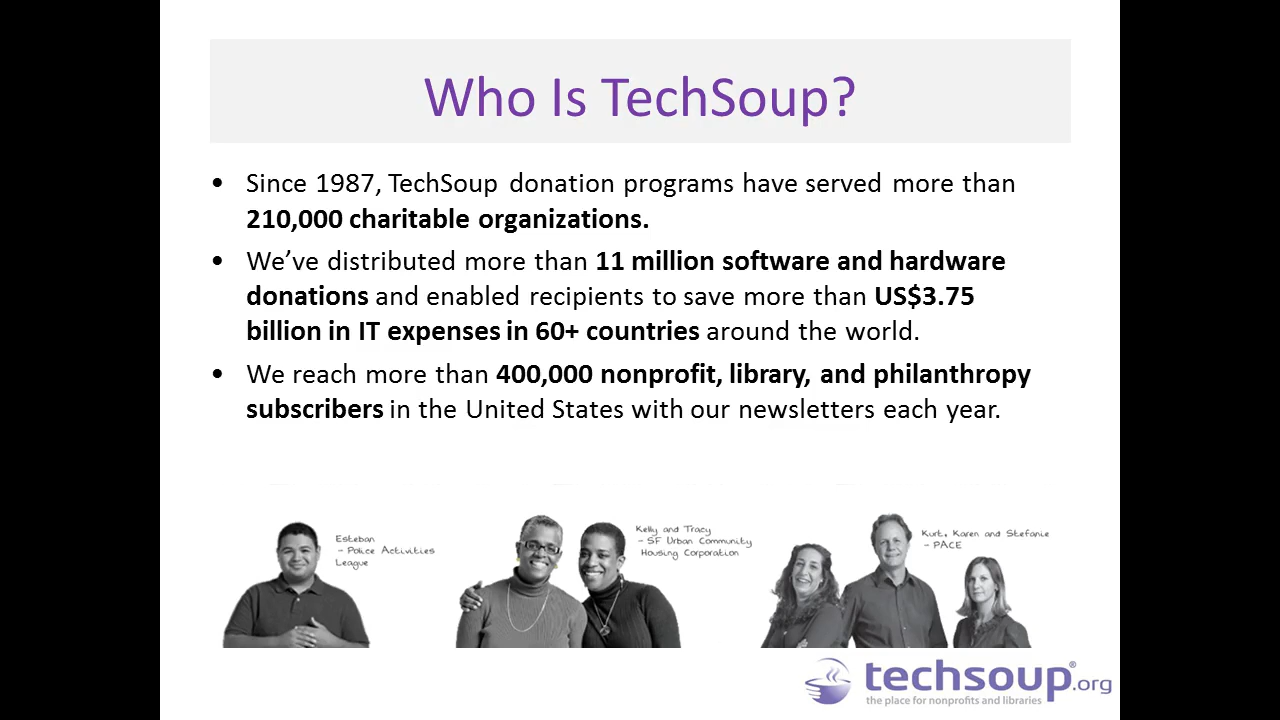 Who Is TechSoup?
• Since 1987, TechSoup donation programs have served more than
210,000 charitable organizations.
• We’ve distributed more than 11 million software and hardware
donations and enabled recipients to save more than US$3.75
billion in IT expenses in 60+ countries around the world.
• We reach more than 400,000 nonprofit, library, and philanthropy
subscribers in the United States with our newsletters each year.
Esteban
- Police Activities
League
Kelly and Tracy
- SF Urban Community
Housing Corporation
Kurt, Karen and Stefanie
- PACE
techsoup®.org
the place for nonprofits and libraries